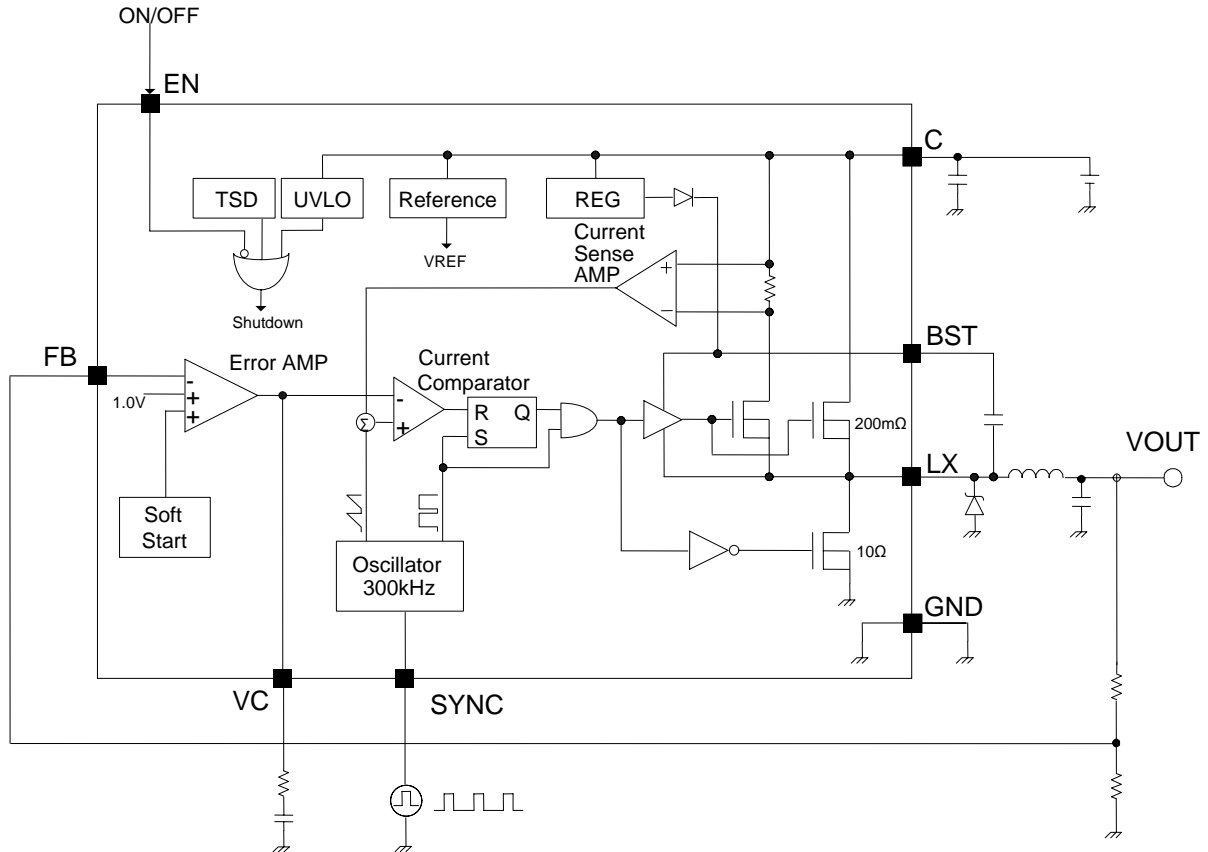 ON/OFF
EN
C
TSD
UVLO
Reference
REG
Current
Sense
AMP
VREF
+
−
Shutdown
FB
Error AMP
Current
Comparator
BST
1.0V
-
+
+
-
+
Σ
R Q
S
200mΩ
VOUT
LX
Soft
Start
Oscillator
300kHz
10Ω
GND
VC
SYNC